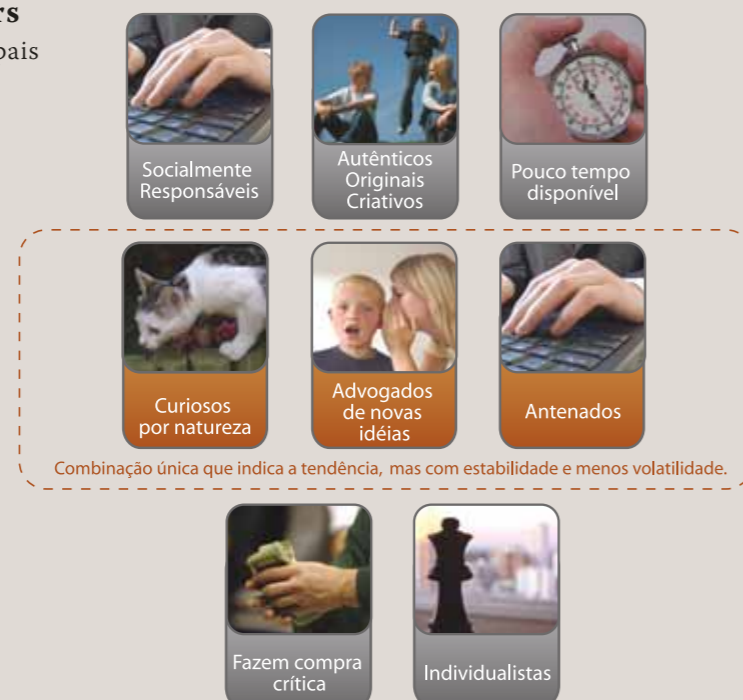 rs
pais
Socialmente
Responsáveis
Autênticos
Originais
Criativos
Pouco tempo
disponível
Curiosos
por natureza
Advogados
de novas
idéias
Antenados
Combinação única que indica a tendência, mas com estabilidade e menos volatilidade.
Fazem compra
crítica
Individualistas